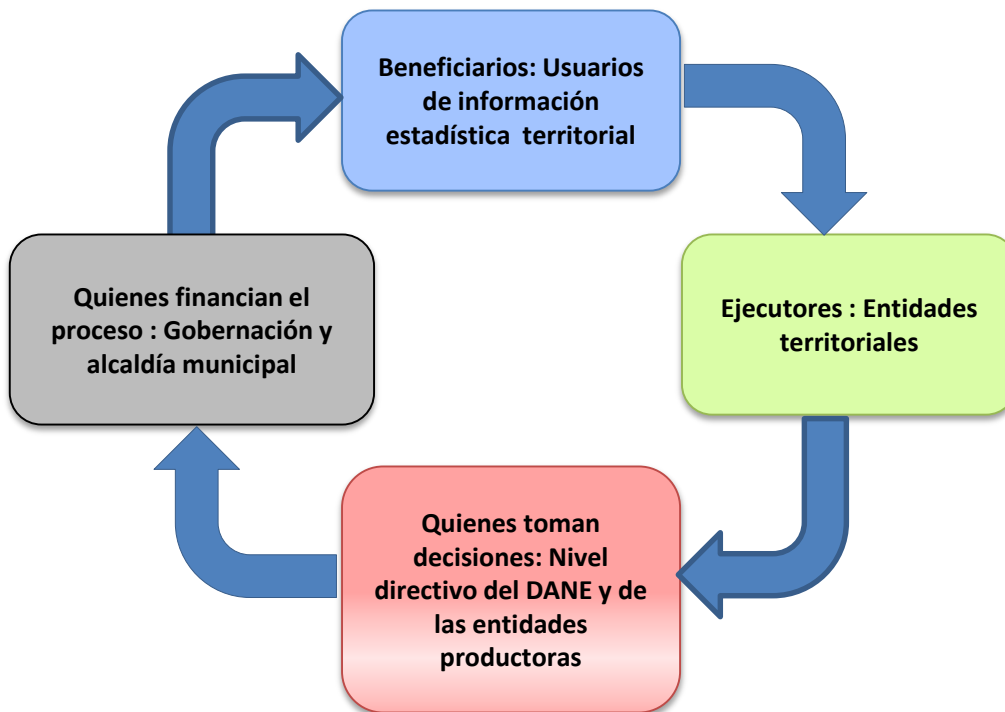 Beneficiarios: Usuarios
de información
estadística territorial
Quienes financian el
proceso : Gobernación y
alcaldía municipal
Ejecutores : Entidades
territoriales
Quienes toman
decisiones: Nivel
directivo del DANE y de
las entidades
productoras